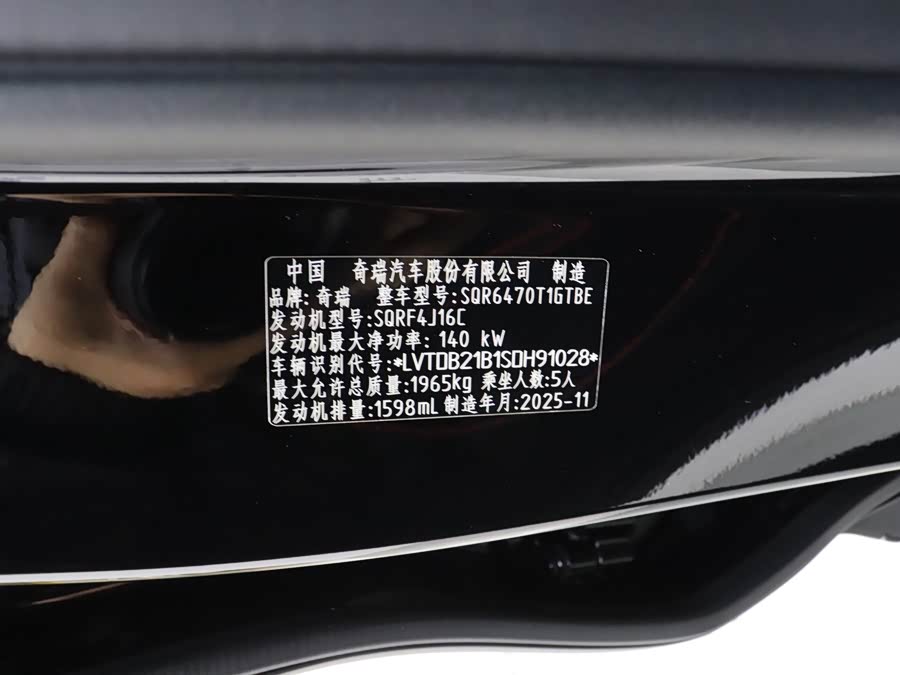 中国 奇瑞汽车股份有限公司 制造
品牌:奇瑞 整车型号:SQR6470T1GTBE
发动机型号:SQRF4J16C
发动机最大净功率: 140 kW
车辆识别代号:*LVTDB21B1SDH91028*
最大允许总质量:1965kg 乘坐人数:5人
发动机排量:1598mL 制造年月:2025-11